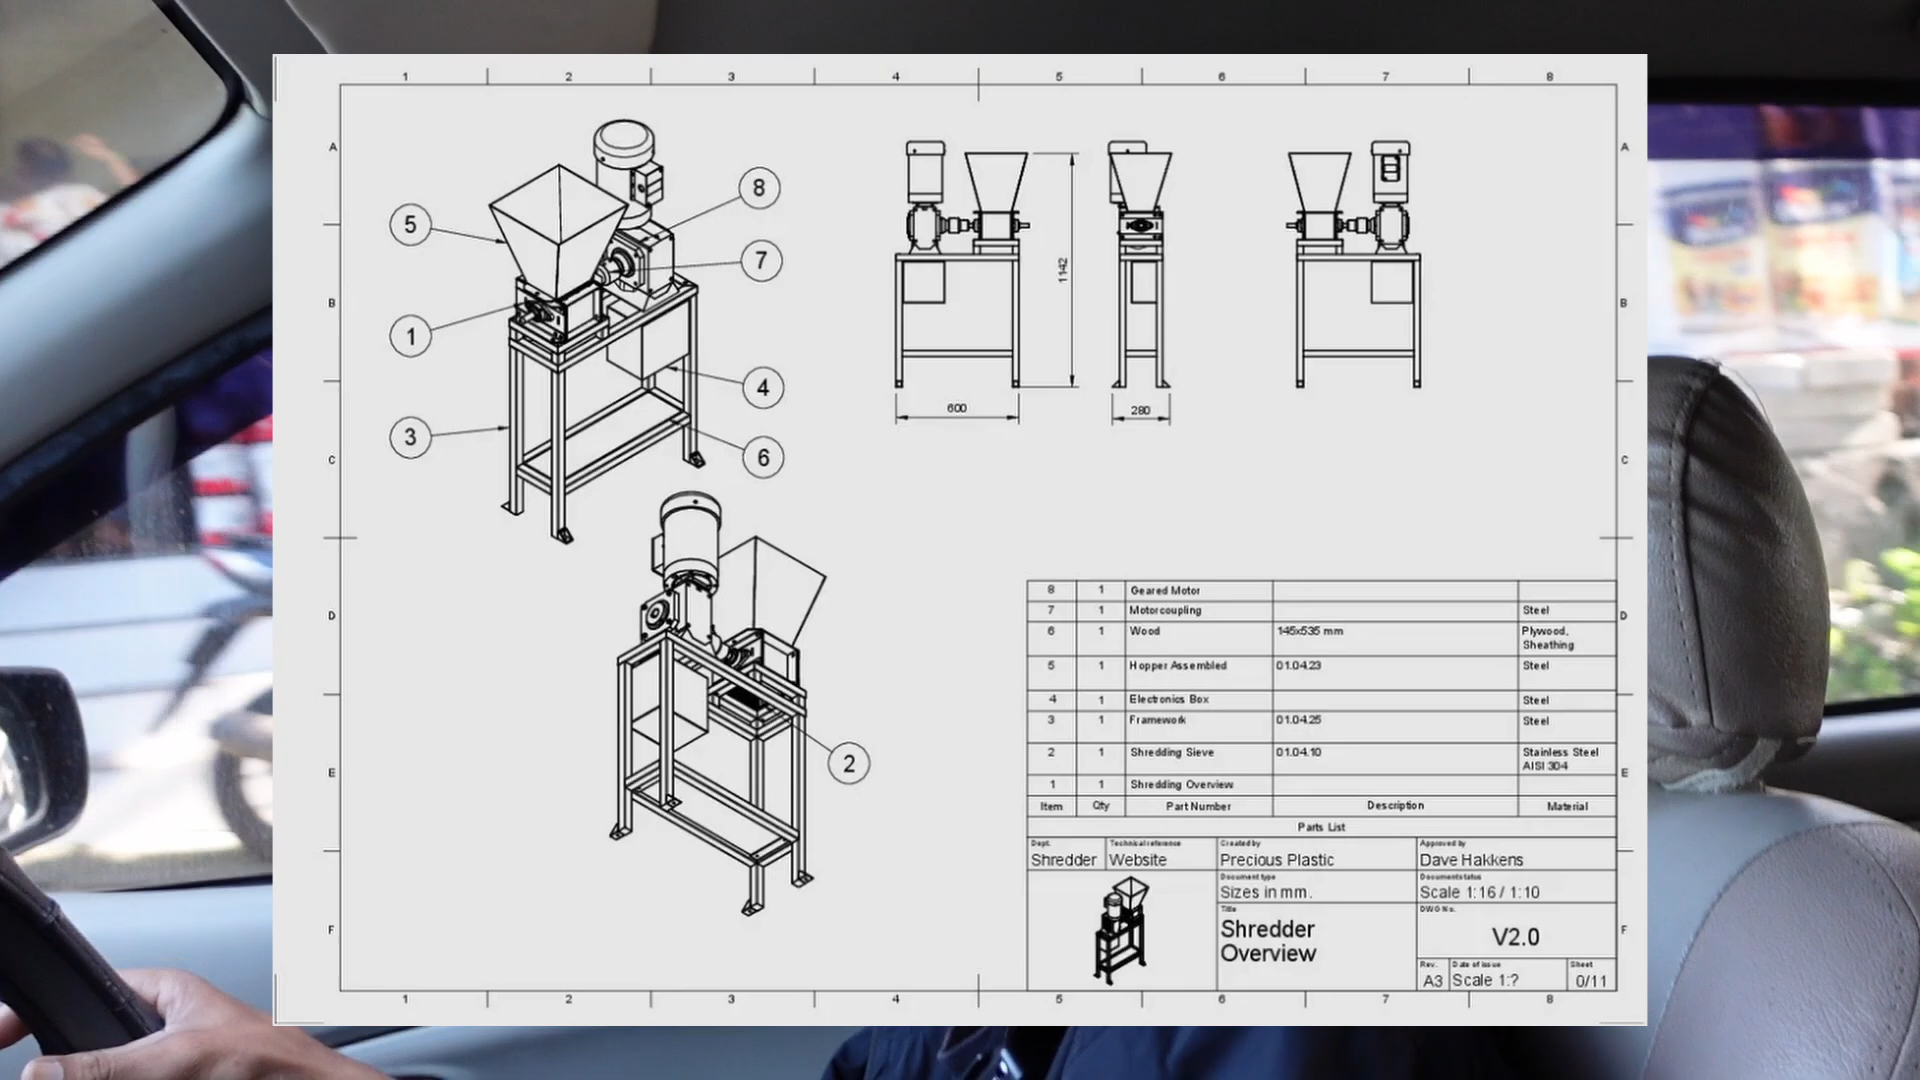 1 2 3 4 5 6 7 8
A A
B B
C C
D D
E E
F F
5
1
3
8
7
4
6
2
1142
600
280
8 1 Geared Motor
7 1 Motorcoupling Steel
6 1 Wood 145x535 mm Plywood,
Sheathing
5 1 Hopper Assembled 01.04.23 Steel
4 1 Electronics Box Steel
3 1 Framework 01.04.25 Steel
2 1 Shredding Sieve 01.04.10 Stainless Steel
AISI 304
1 1 Shredding Overview
Item Qty Part Number Description Material
Parts List
Dept. Technical reference Created by Approved by
Shredder Website Precious Plastic Dave Hakkens
Document type Documentstatus
Sizes in mm. Scale 1:16 / 1:10
Title DWG No.
Shredder
Overview
V2.0
Rev. Date of issue Sheet
A3 Scale 1:? 0/11
1 2 3 4 5 6 7 8